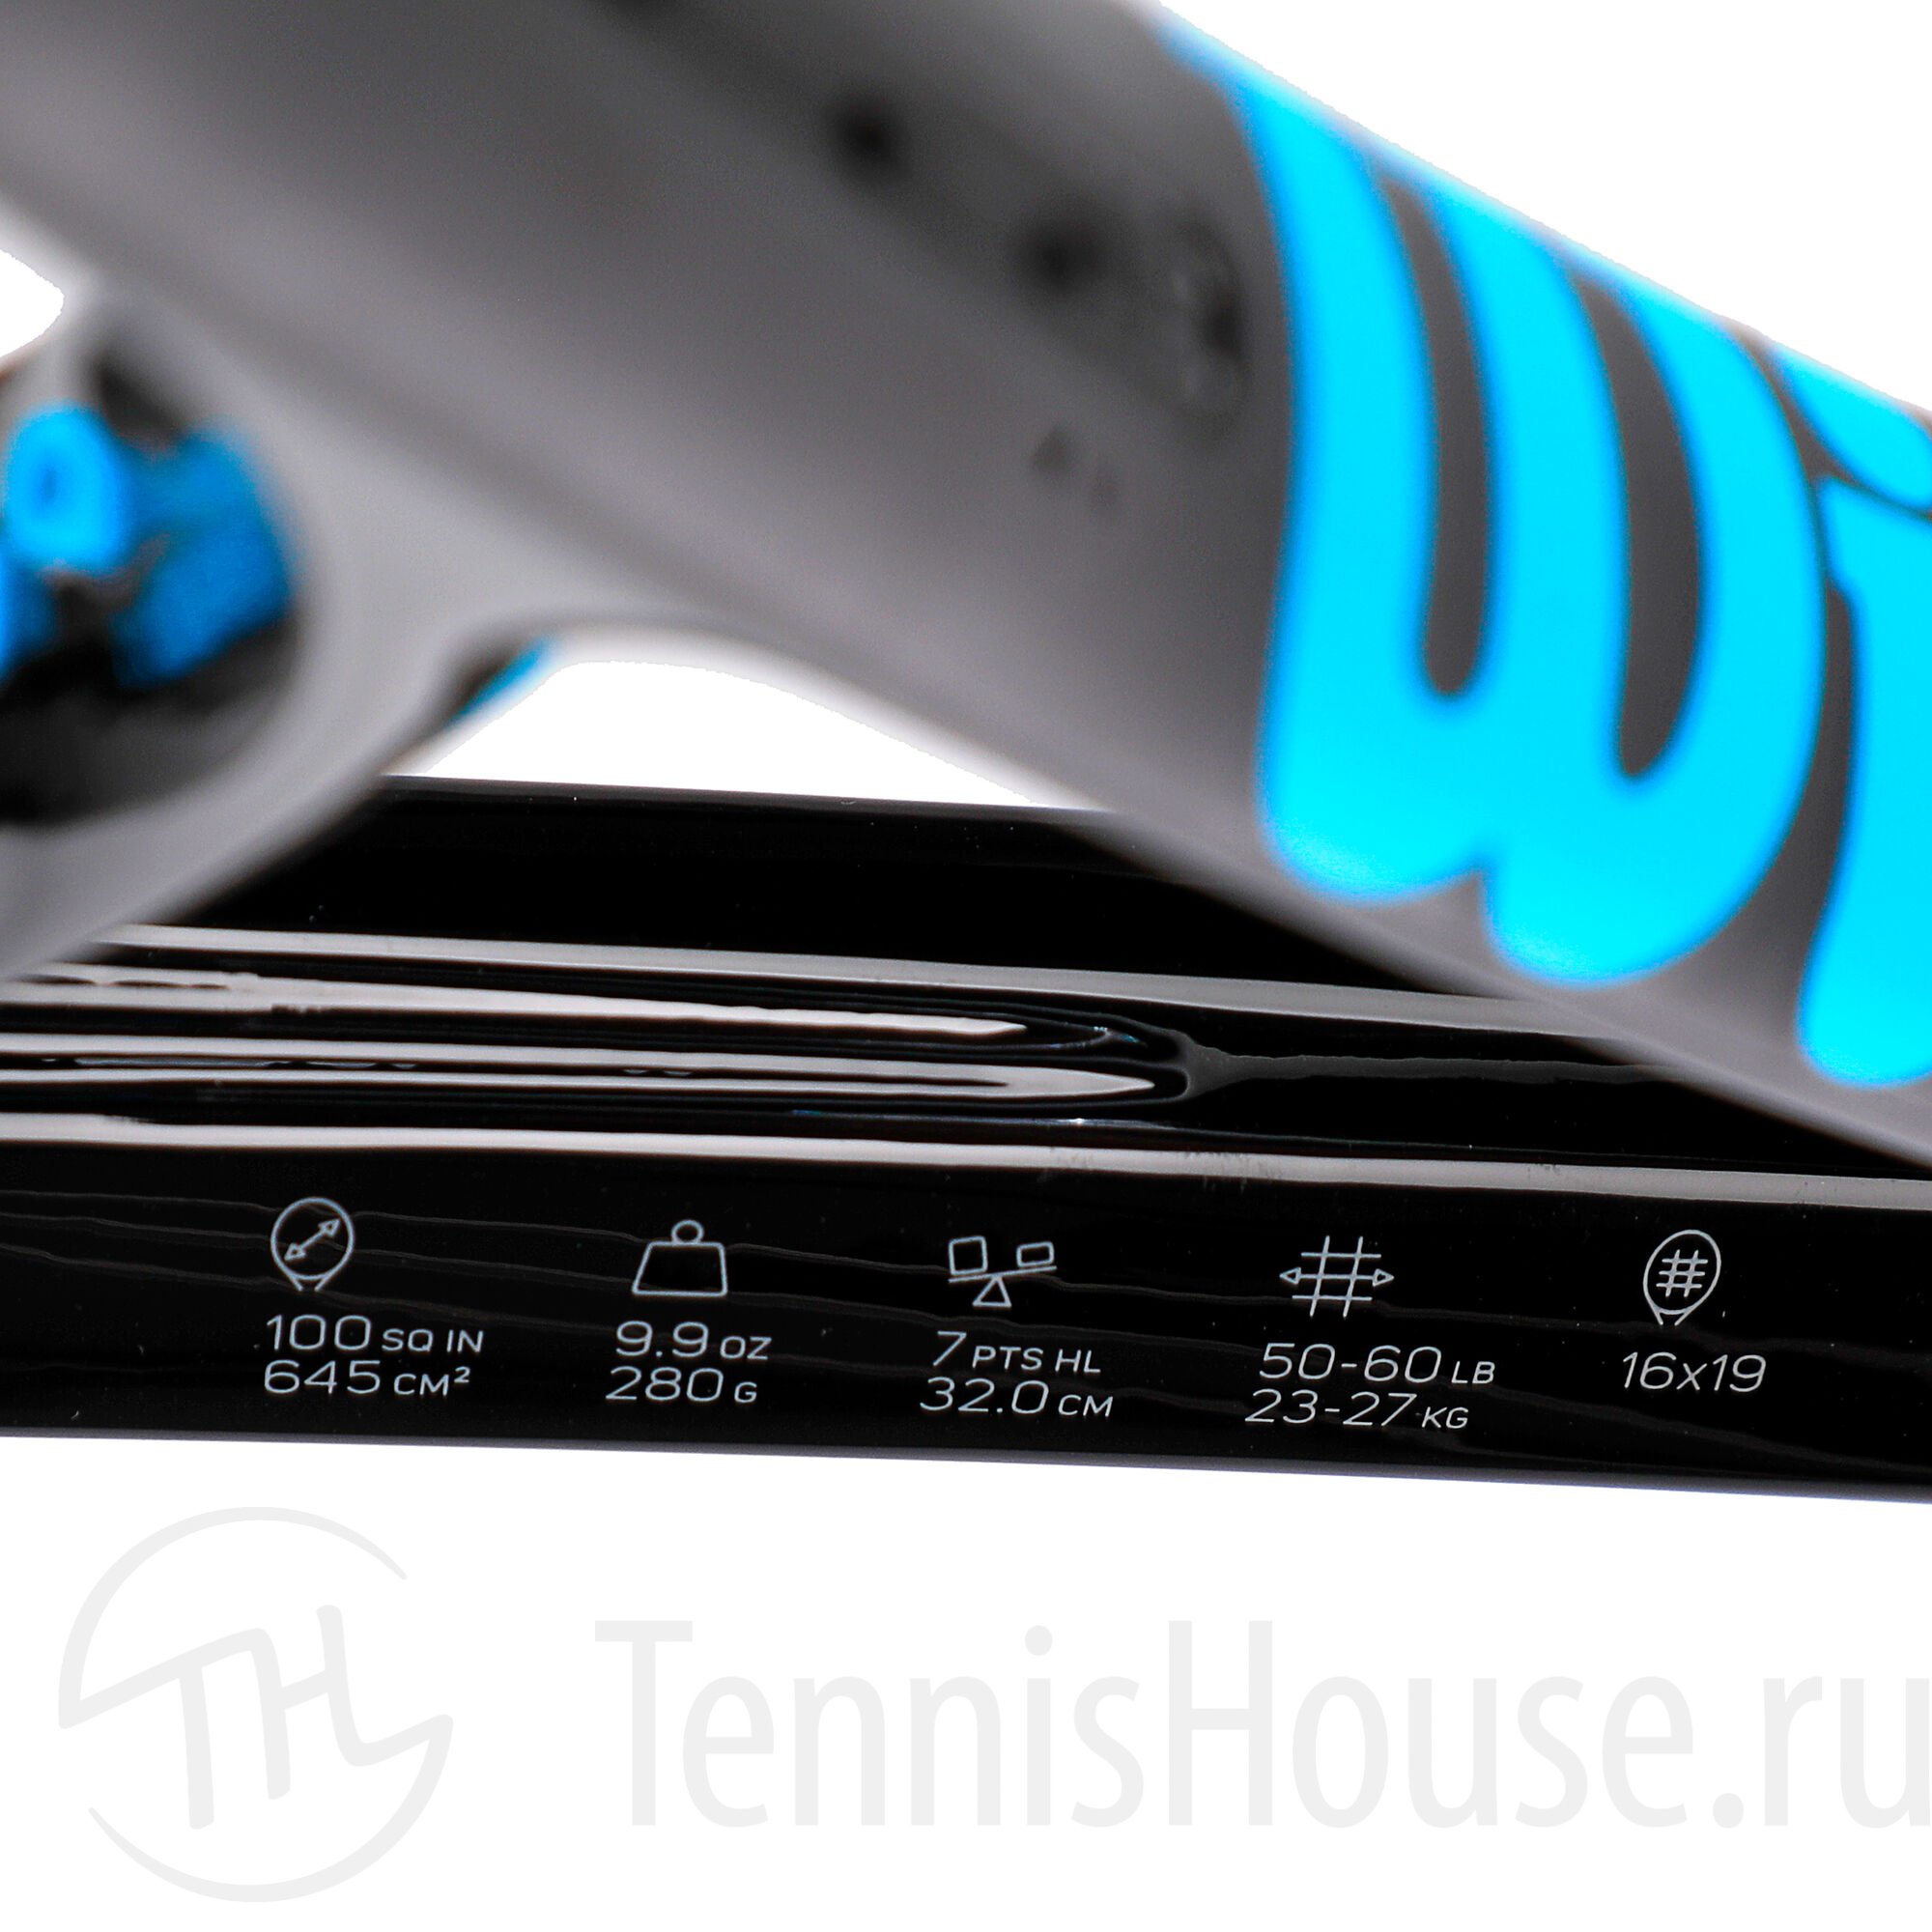 100 SQ IN
645 CM²
9.9 OZ
280 G
7 PTS HL
32.0 CM
50-60 LB
23-27 KG
16x19
TH
TennisHouse.ru